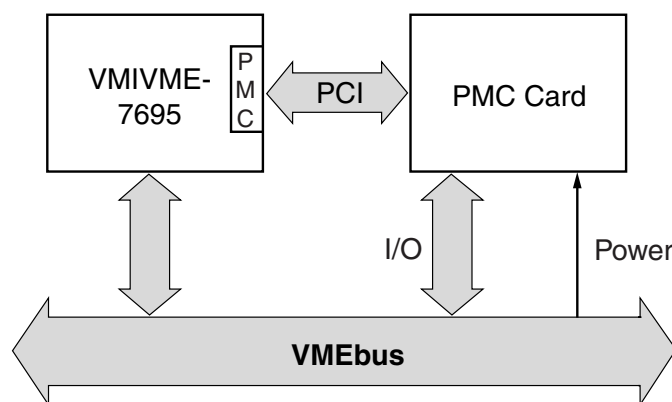 VMIVME-
7695
P
M
C
PCI
PMC Card
I/O
Power
VMEbus